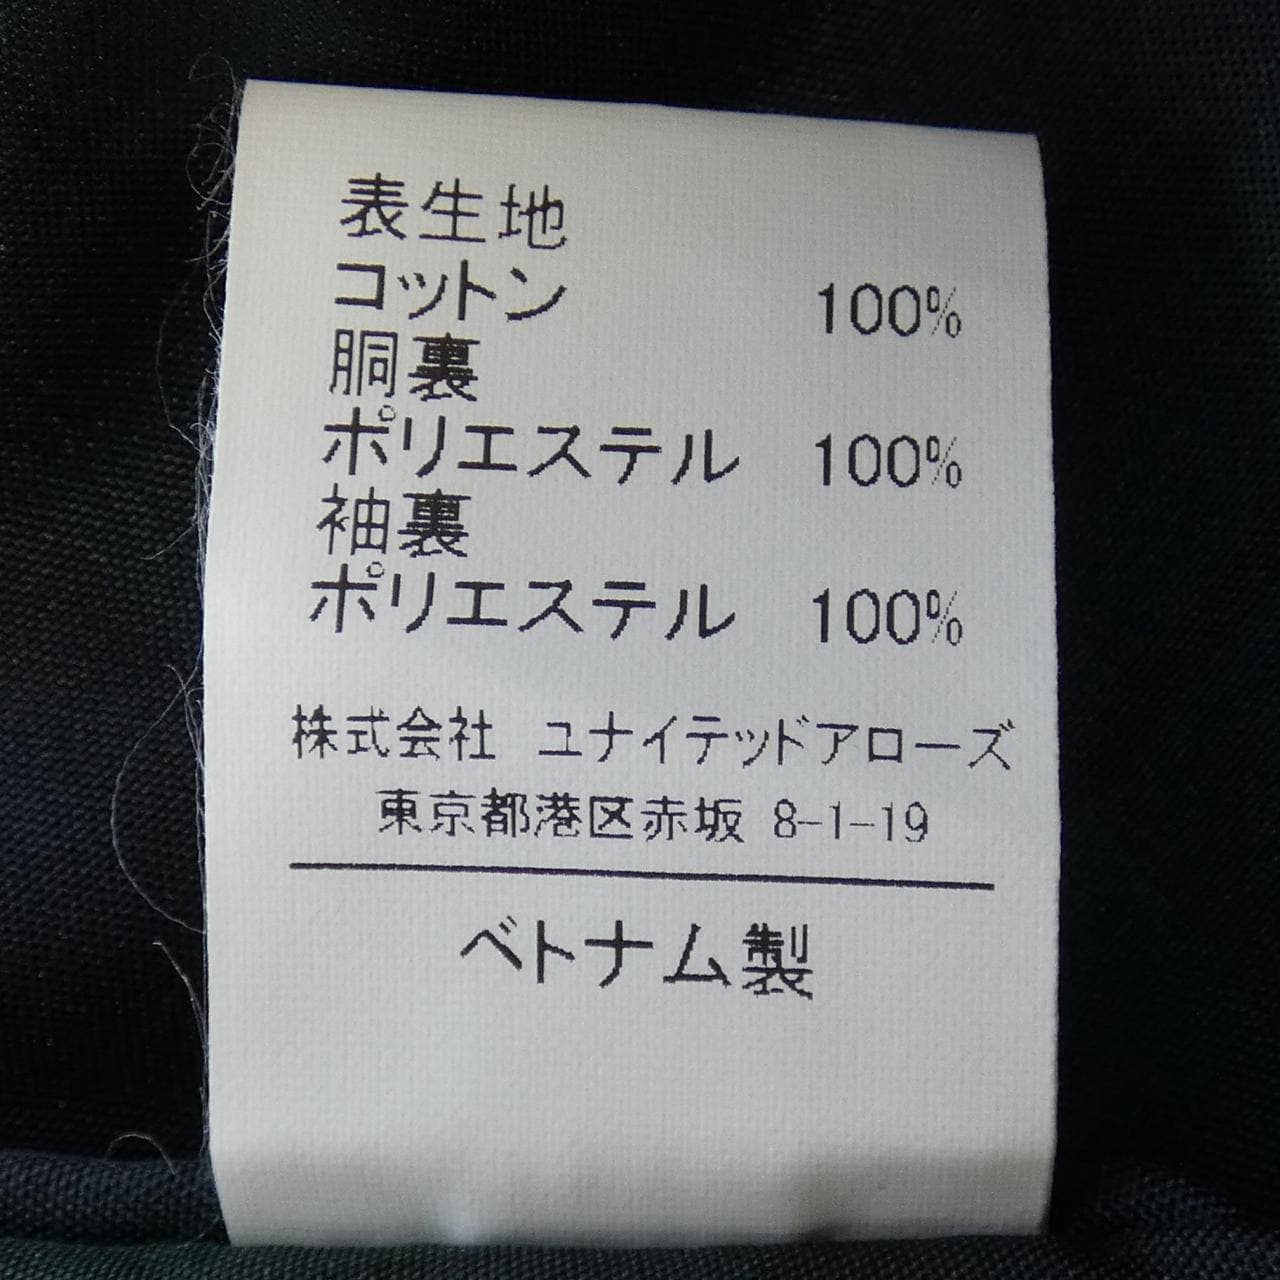 表生地
コットン 100%
胴裏
ポリエステル 100%
袖裏
ポリエステル 100%
株式会社 ユナイテッドアローズ
東京都港区赤坂 8-1-19
ベトナム製